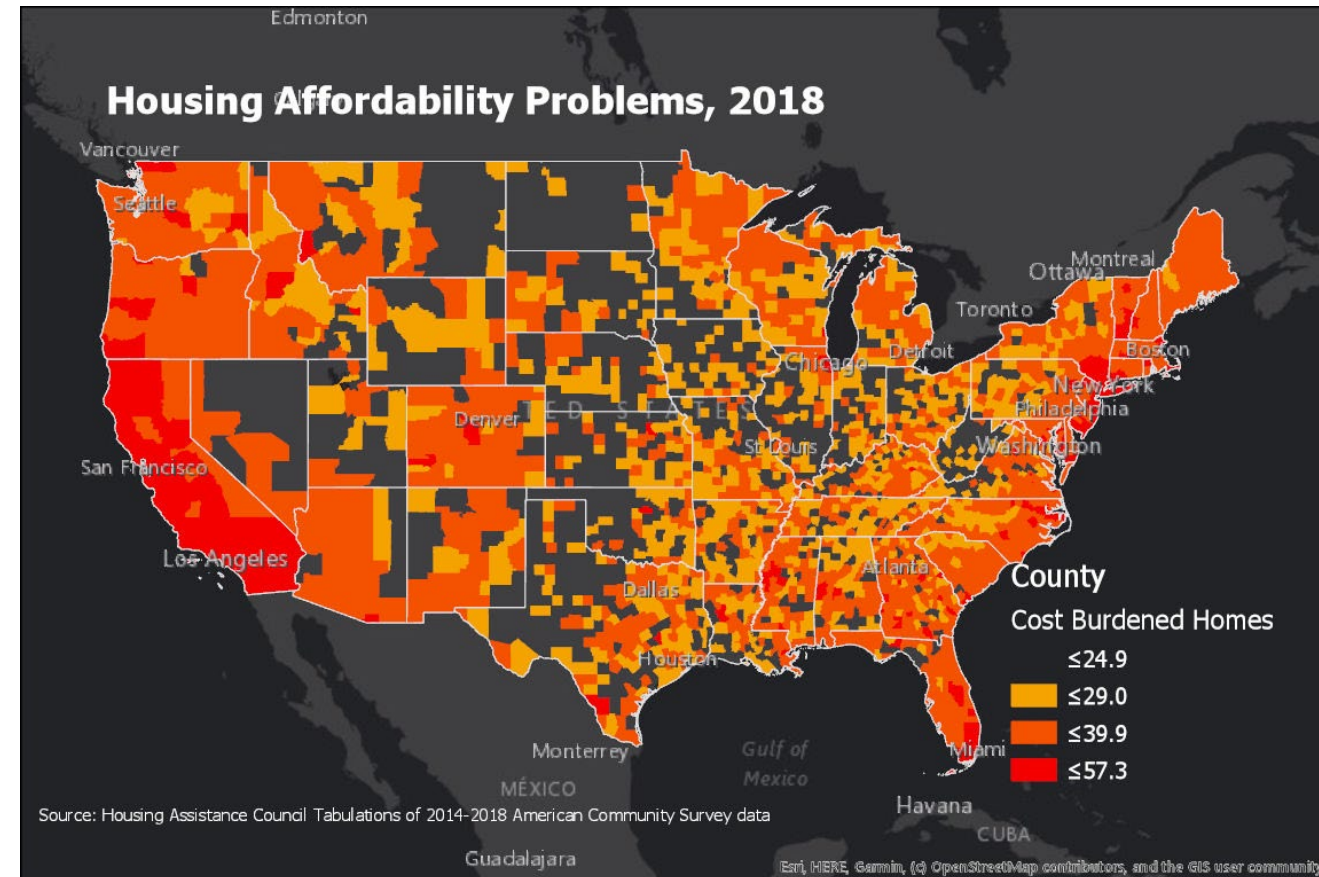 Edmonton
Housing Affordability Problems, 2018
Vancouver
Seattle
Montreal
Ottawa
Toronto
Boston
Detroit
Chicago
New York
Denver
TED STATES
Philadelphia
St Louis
Washington
San Francisco
Los Angeles
Atlanta
Dallas
County
Cost Burdened Homes
Houston
≤24.9
≤29.0
≤39.9
≤57.3
Monterrey
Gulf of
Mexico
Miami
MÉXICO
Havana
Source: Housing Assistance Council Tabulations of 2014-2018 American Community Survey data
CUBA
Guadalajara
Esri, HERE, Garmin, (c) OpenStreetMap contributors, and the GIS user community